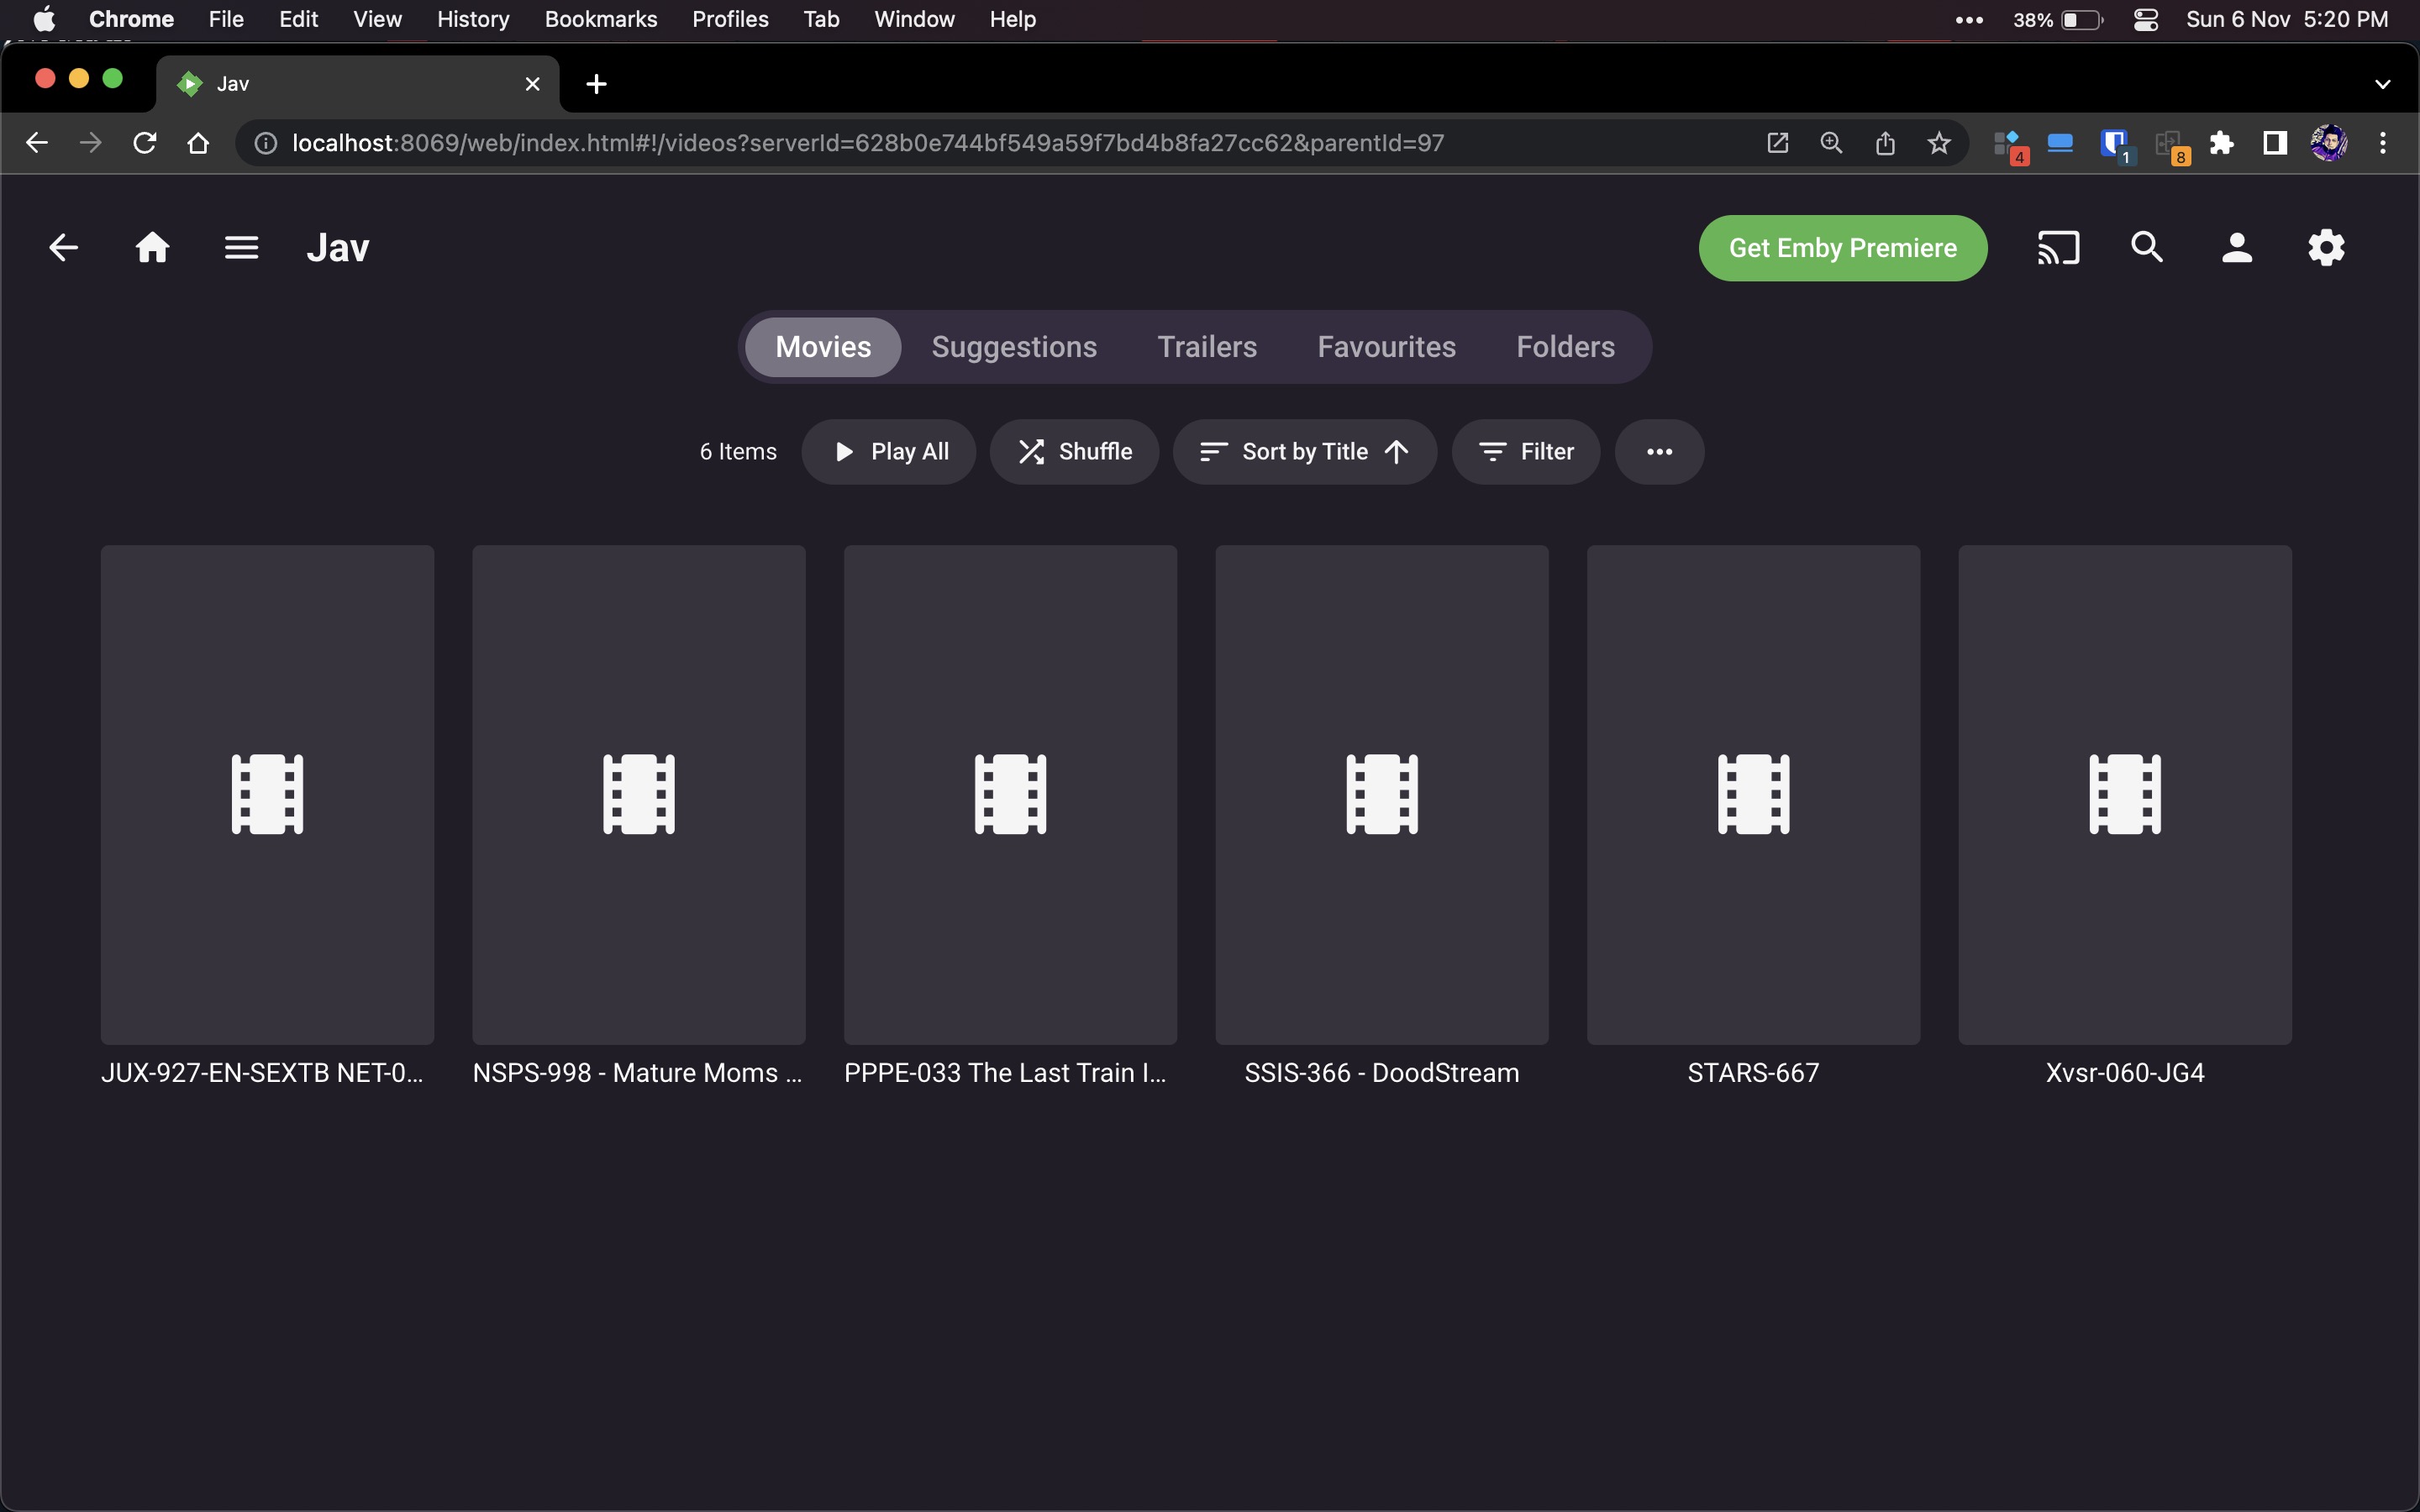 Chrome File Edit View History Bookmarks Profiles Tab Window Help ••• 38% Sun 6 Nov 5:20 PM
Jav
localhost:8069/web/index.html#!/videos?serverId=628b0e744bf549a59f7bd4b8fa27cc62&parentId=97 4 1 8
Jav Get Emby Premiere
Movies Suggestions Trailers Favourites Folders
6 Items Play All Shuffle Sort by Title Filter •••
JUX-927-EN-SEXTB NET-0... NSPS-998 - Mature Moms ... PPPE-033 The Last Train I... SSIS-366 - DoodStream STARS-667 Xvsr-060-JG4